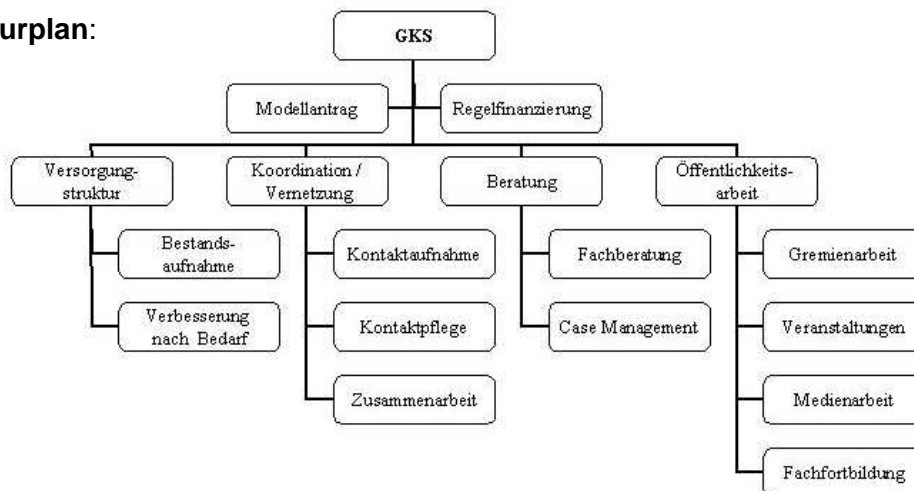 urplan:
GKS
Modellantrag
Regelfinanzierung
Versorgung-
struktur
Koordination /
Vernetzung
Beratung
Öffentlichkeits-
arbeit
Bestands-
aufnahme
Verbesserung
nach Bedarf
Kontaktaufnahme
Kontaktpflege
Zusammenarbeit
Fachberatung
Case Management
Gremienarbeit
Veranstaltungen
Medienarbeit
Fachfortbildung